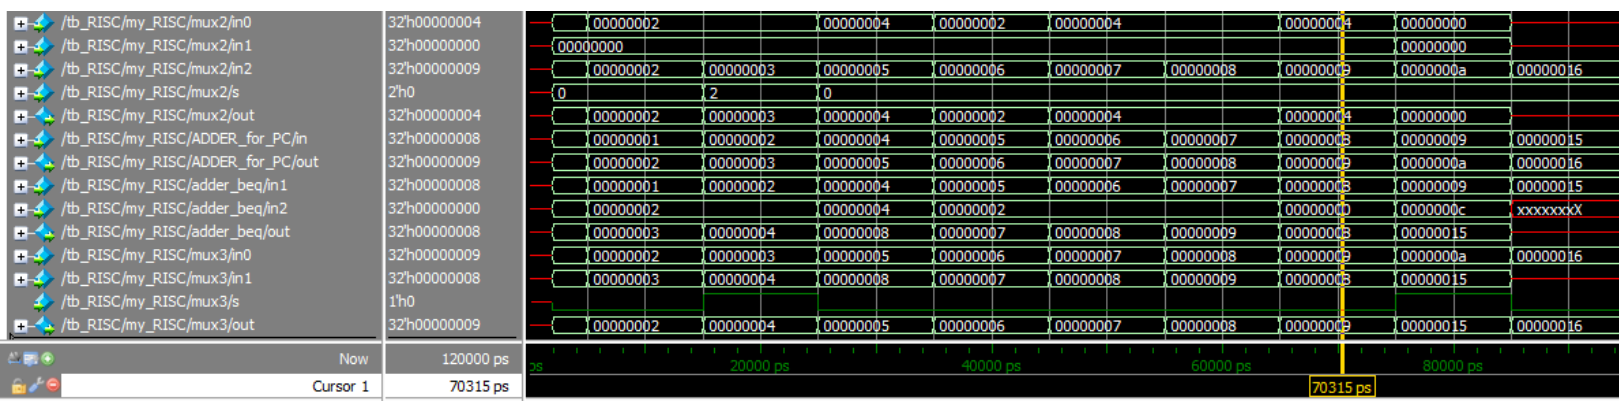 /tb_RISC/my_RISC/mux2/in0 32'h00000004 00000002 00000004 00000002 00000004 00000004 00000000
/tb_RISC/my_RISC/mux2/in1 32'h00000000 00000000 00000000
/tb_RISC/my_RISC/mux2/in2 32'h00000009 00000002 00000003 00000005 00000006 00000007 00000008 00000009 0000000a 00000016
/tb_RISC/my_RISC/mux2/s 2'h0 0 2 0
/tb_RISC/my_RISC/mux2/out 32'h00000004 00000002 00000003 00000004 00000002 00000004 00000004 00000000
/tb_RISC/my_RISC/ADDER_for_PC/in 32'h00000008 00000001 00000002 00000004 00000005 00000006 00000007 00000008 00000009 00000015
/tb_RISC/my_RISC/ADDER_for_PC/out 32'h00000009 00000002 00000003 00000005 00000006 00000007 00000008 00000009 0000000a 00000016
/tb_RISC/my_RISC/adder_beq/in1 32'h00000008 00000001 00000002 00000004 00000005 00000006 00000007 00000008 00000009 00000015
/tb_RISC/my_RISC/adder_beq/in2 32'h00000000 00000002 00000004 00000002 00000000 0000000c xxxxxxxX
/tb_RISC/my_RISC/adder_beq/out 32'h00000008 00000003 00000004 00000008 00000007 00000008 00000009 00000008 00000015
/tb_RISC/my_RISC/mux3/in0 32'h00000009 00000002 00000003 00000005 00000006 00000007 00000008 00000009 0000000a 00000016
/tb_RISC/my_RISC/mux3/in1 32'h00000008 00000003 00000004 00000008 00000007 00000008 00000009 00000008 00000015
/tb_RISC/my_RISC/mux3/s 1'h0
/tb_RISC/my_RISC/mux3/out 32'h00000009 00000002 00000004 00000005 00000006 00000007 00000008 00000009 00000015 00000016
Now 120000 ps ps 20000 ps 40000 ps 60000 ps 80000 ps
Cursor 1 70315 ps 70315 ps